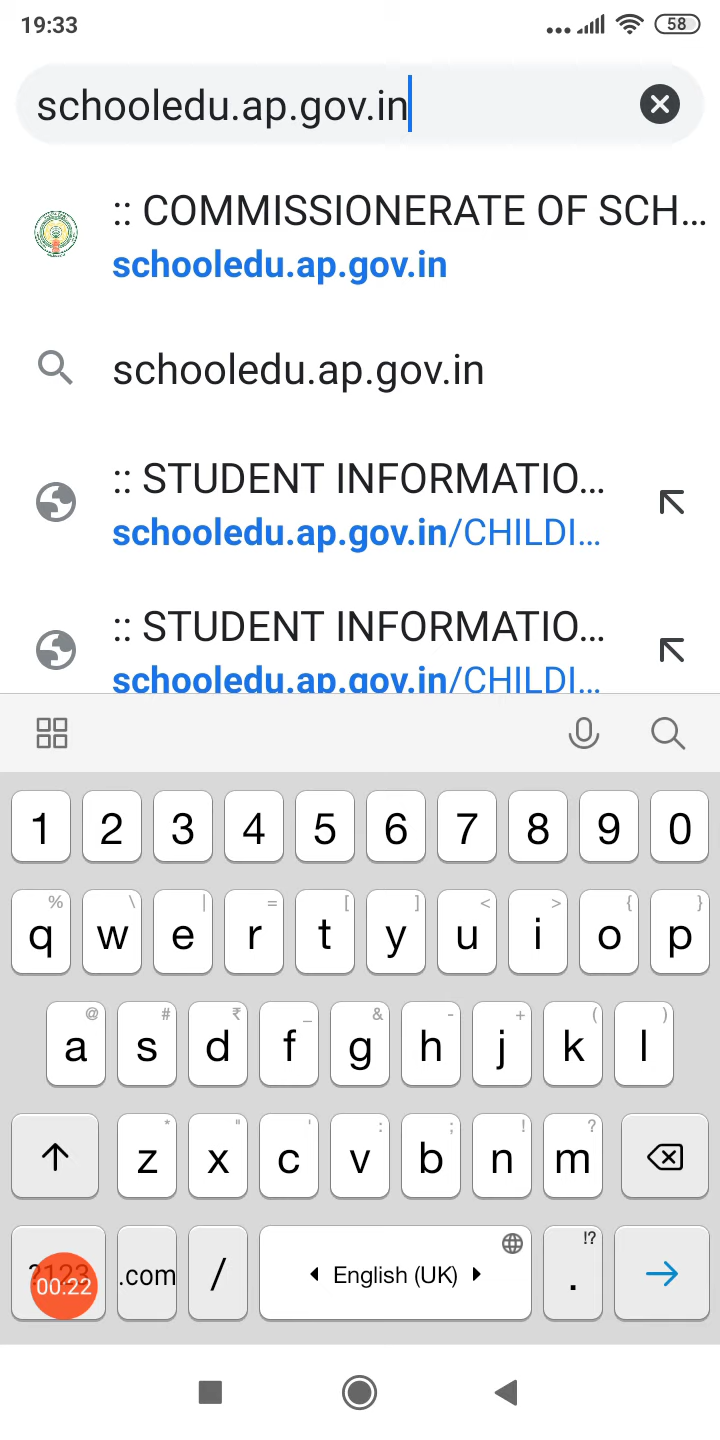 19:33
58
schooledu.ap.gov.in
:: COMMISSIONERATE OF SCH...
schooledu.ap.gov.in
schooledu.ap.gov.in
:: STUDENT INFORMATIO...
schooledu.ap.gov.in/CHILDI...
:: STUDENT INFORMATIO...
schooledu.ap.gov.in/CHILDI...
1 2 3 4 5 6 7 8 9 0
% \ | = [ ] < > { }
q w e r t y u i o p
@ # ₹ _ & - + ( )
a s d f g h j k l
* " ' : ; ! ?
z x c v b n m
!?
?123 .com / English (UK) .
00:22